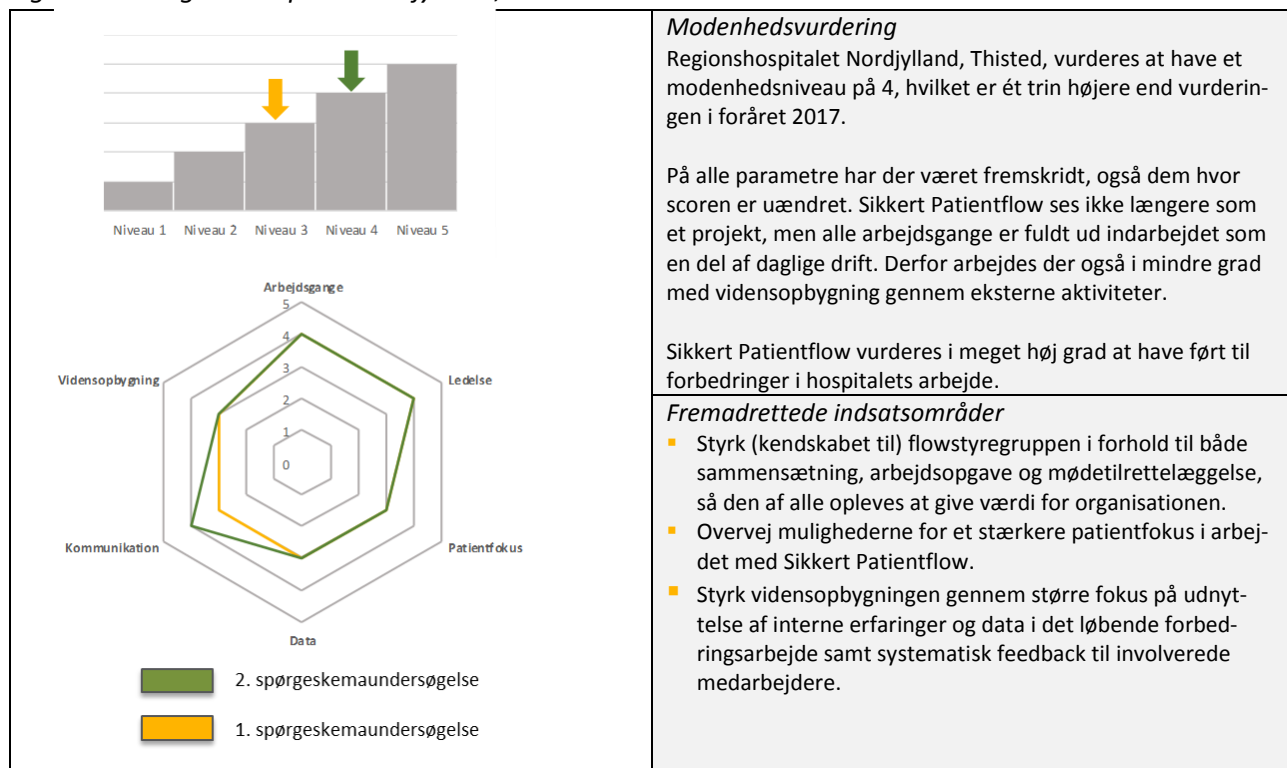 Niveau 1 Niveau 2 Niveau 3 Niveau 4 Niveau 5
Arbejdsgange
5
4
3
2
1
0
Vidensopbygning
Ledelse
Kommunikation
Patientfokus
Data
2. spørgeskemaundersøgelse
1. spørgeskemaundersøgelse
Modenhedsvurdering
Regionshospitalet Nordjylland, Thisted, vurderes at have et
modenhedsniveau på 4, hvilket er ét trin højere end vurderin-
gen i foråret 2017.
På alle parametre har der været fremskridt, også dem hvor
scoren er uændret. Sikkert Patientflow ses ikke længere som
et projekt, men alle arbejdsgange er fuldt ud indarbejdet som
en del af daglige drift. Derfor arbejdes der også i mindre grad
med vidensopbygning gennem eksterne aktiviteter.
Sikkert Patientflow vurderes i meget høj grad at have ført til
forbedringer i hospitalets arbejde.
Fremadrettede indsatsområder
Styrk (kendskabet til) flowstyregruppen i forhold til både
sammensætning, arbejdsopgave og mødetilrettelæggelse,
så den af alle opleves at give værdi for organisationen.
Overvej mulighederne for et stærkere patientfokus i arbej-
det med Sikkert Patientflow.
Styrk vidensopbygningen gennem større fokus på udnyt-
telse af interne erfaringer og data i det løbende forbed-
ringsarbejde samt systematisk feedback til involverede
medarbejdere.